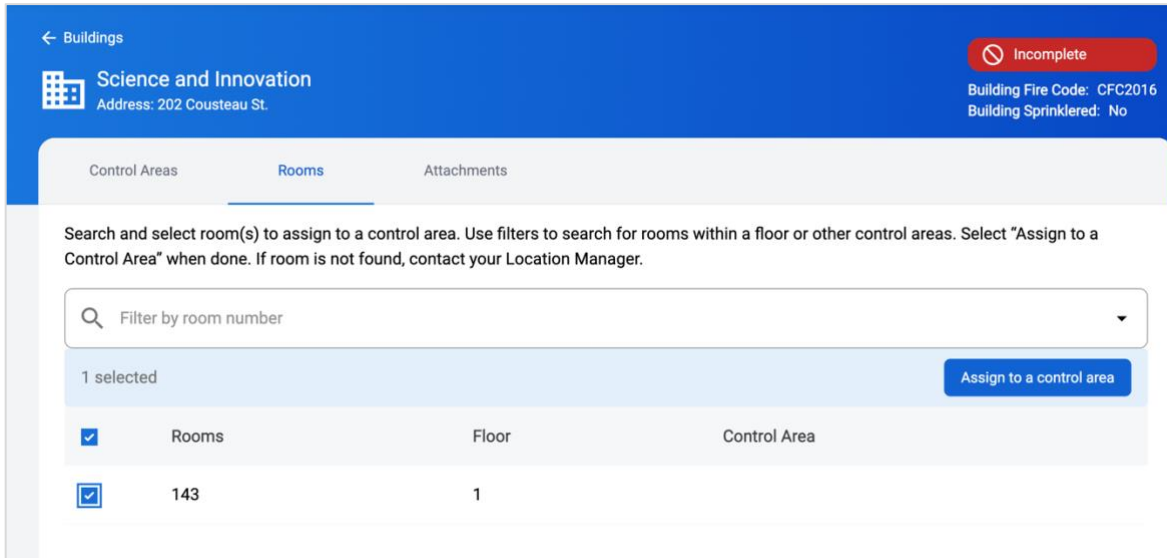 ← Buildings
Science and Innovation
Address: 202 Cousteau St.
Incomplete
Building Fire Code: CFC2016
Building Sprinklered: No
Control Areas
Rooms
Attachments
Search and select room(s) to assign to a control area. Use filters to search for rooms within a floor or other control areas. Select “Assign to a
Control Area” when done. If room is not found, contact your Location Manager.
Filter by room number
1 selected
Assign to a control area
Rooms Floor Control Area
143 1